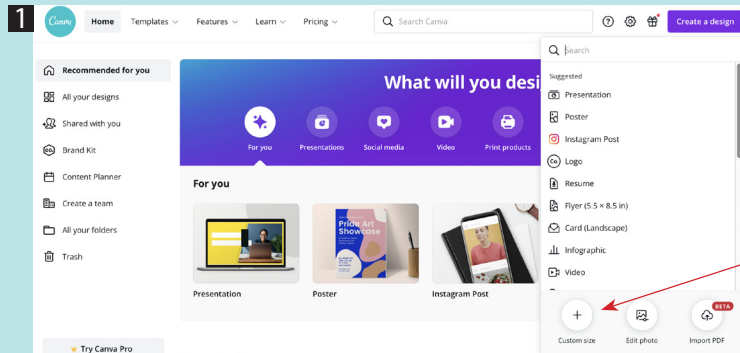 1
Canva
Home
Templates
Features
Learn
Pricing
Search Canva
Create a design
Recommended for you
All your designs
Shared with you
Brand Kit
Content Planner
Create a team
All your folders
Trash
Try Canva Pro
What will you desi
For you
Presentations
Social media
Video
Print products
For you
Pride Art
Showcase
Presentation
Poster
Instagram Post
Search
Suggested
Presentation
Poster
Instagram Post
Co
Logo
Resume
Flyer (5.5 × 8.5 in)
Card (Landscape)
Infographic
Video
Custom size
Edit photo
BETA
Import PDF